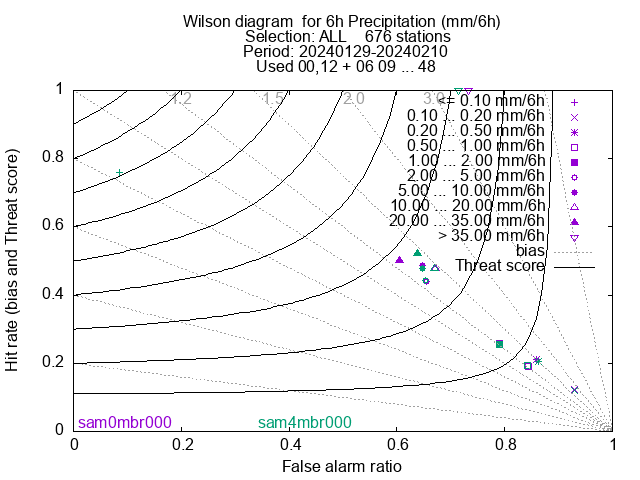 Wilson diagram  for 6h Precipitation (mm/6h)
Selection: ALL    676 stations
Period: 20240129-20240210
Used 00,12 + 06 09 ... 48
1.2 1.5 2.0 3.0
<= 0.10 mm/6h
0.10 ... 0.20 mm/6h
0.20 ... 0.50 mm/6h
0.50 ... 1.00 mm/6h
1.00 ... 2.00 mm/6h
2.00 ... 5.00 mm/6h
5.00 ... 10.00 mm/6h
10.00 ... 20.00 mm/6h
20.00 ... 35.00 mm/6h
> 35.00 mm/6h
bias
Threat score
1
0.8
0.6
0.4
0.2
0
Hit rate (bias and Threat score)
sam0mbr000 sam4mbr000
0 0.2 0.4 0.6 0.8 1
False alarm ratio